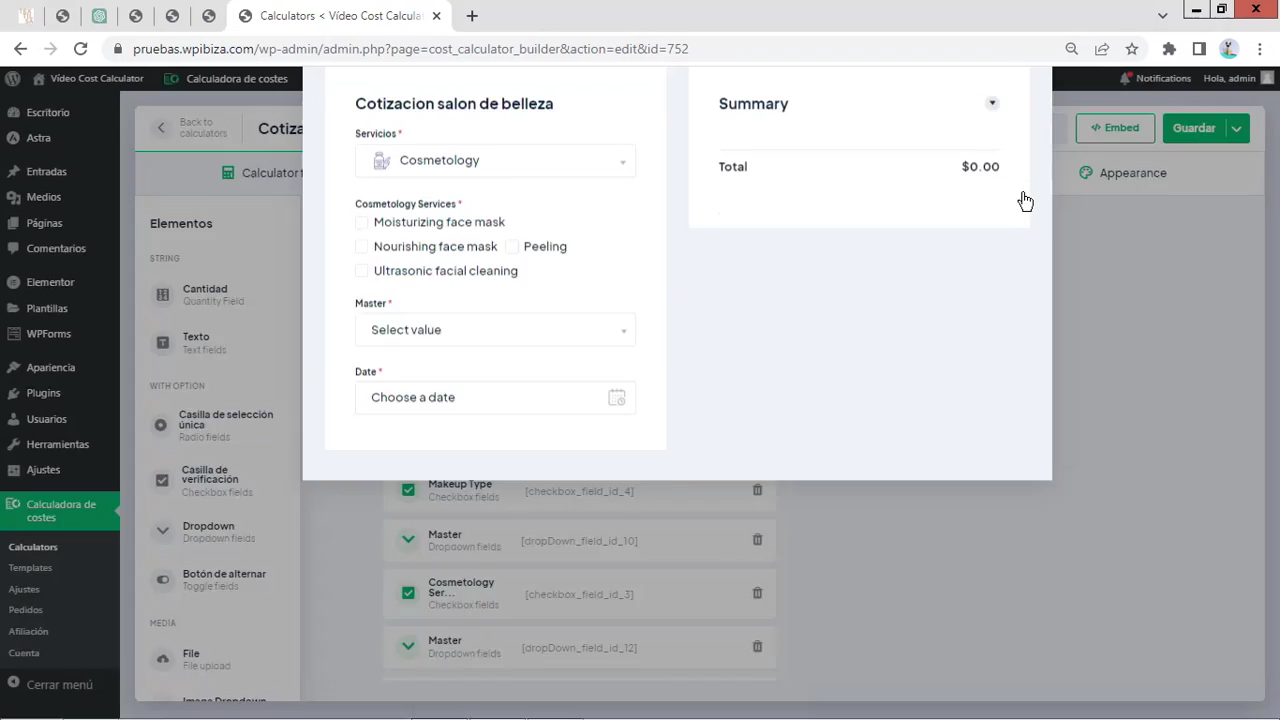 Calculators < Vídeo Cost Calcula
pruebas.wpibiza.com/wp-admin/admin.php?page=cost_calculator_builder&action=edit&id=752
Vídeo Cost Calculator
Calculadora de costes
Notifications
Hola, admin
Escritorio
Astra
Entradas
Medios
Páginas
Comentarios
Elementor
Plantillas
WPForms
Apariencia
Plugins
Usuarios
Herramientas
Ajustes
Calculadora de
costes
Calculators
Templates
Ajustes
Pedidos
Afiliación
Cuenta
Cerrar menú
Back to
calculators
Cotiz
</> Embed
Guardar
Calculator
Appearance
Elementos
STRING
Cantidad
Quantity Field
Texto
Text fields
WITH OPTION
Casilla de selección
única
Radio fields
Casilla de
verificación
Checkbox fields
Dropdown
Dropdown fields
Botón de alternar
Toggle fields
MEDIA
File
File upload
Image Dropdown
Cotizacion salon de belleza
Servicios *
Cosmetology
Cosmetology Services *
Moisturizing face mask
Nourishing face mask
Peeling
Ultrasonic facial cleaning
Master *
Select value
Date *
Choose a date
Summary
Total
$0.00
Makeup Type
Checkbox fields
[checkbox_field_id_4]
Master
Dropdown fields
[dropDown_field_id_10]
Cosmetology
Ser...
Checkbox fields
[checkbox_field_id_3]
Master
Dropdown fields
[dropDown_field_id_12]